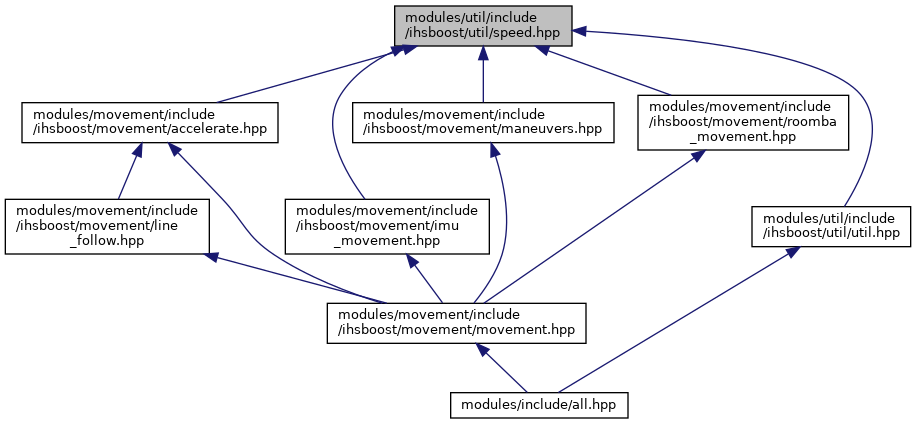 modules/util/include
/ihsboost/util/speed.hpp
modules/movement/include
/ihsboost/movement/accelerate.hpp
modules/movement/include
/ihsboost/movement/maneuvers.hpp
modules/movement/include
/ihsboost/movement/roomba
_movement.hpp
modules/movement/include
/ihsboost/movement/line
_follow.hpp
modules/movement/include
/ihsboost/movement/imu
_movement.hpp
modules/util/include
/ihsboost/util/util.hpp
modules/movement/include
/ihsboost/movement/movement.hpp
modules/include/all.hpp